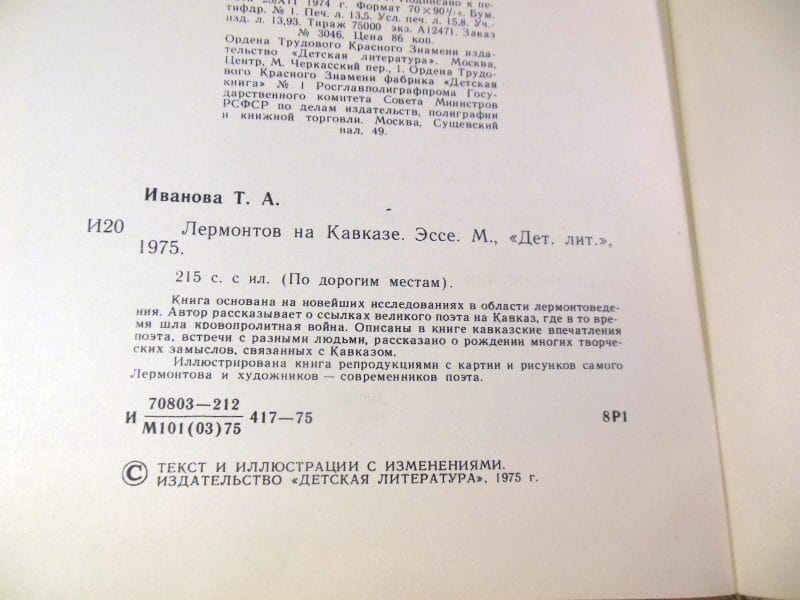 1974 г. Формат 70×90¹/₁₆. Бум.
тифдр. № 1. Печ. л. 13,5. Усл. печ. л. 15,8. Уч.-
изд. л. 13,93. Тираж 75000 экз. А12471. Заказ
№ 3046. Цена 86 коп.
Ордена Трудового Красного Знамени изда-
тельство «Детская литература». Москва,
Центр, М. Черкасский пер., 1. Ордена Трудо-
вого Красного Знамени фабрика «Детская
книга» № 1 Росглавполиграфпрома Госу-
дарственного комитета Совета Министров
РСФСР по делам издательств, полиграфии
и книжной торговли. Москва, Сущевский
вал, 49.
Иванова Т. А.
И20 Лермонтов на Кавказе. Эссе. М., «Дет. лит.»,
1975.
215 с. с ил. (По дорогим местам).
Книга основана на новейших исследованиях в области лермонтоведе-
ния. Автор рассказывает о ссылках великого поэта на Кавказ, где в то вре-
мя шла кровопролитная война. Описаны в книге кавказские впечатления
поэта, встречи с разными людьми, рассказано о рождении многих творче-
ских замыслов, связанных с Кавказом.
Иллюстрирована книга репродукциями с картин и рисунков самого
Лермонтова и художников — современников поэта.
70803—212
И 417—75 8Р1
М101(03)75
© ТЕКСТ И ИЛЛЮСТРАЦИИ С ИЗМЕНЕНИЯМИ.
ИЗДАТЕЛЬСТВО «ДЕТСКАЯ ЛИТЕРАТУРА», 1975 г.